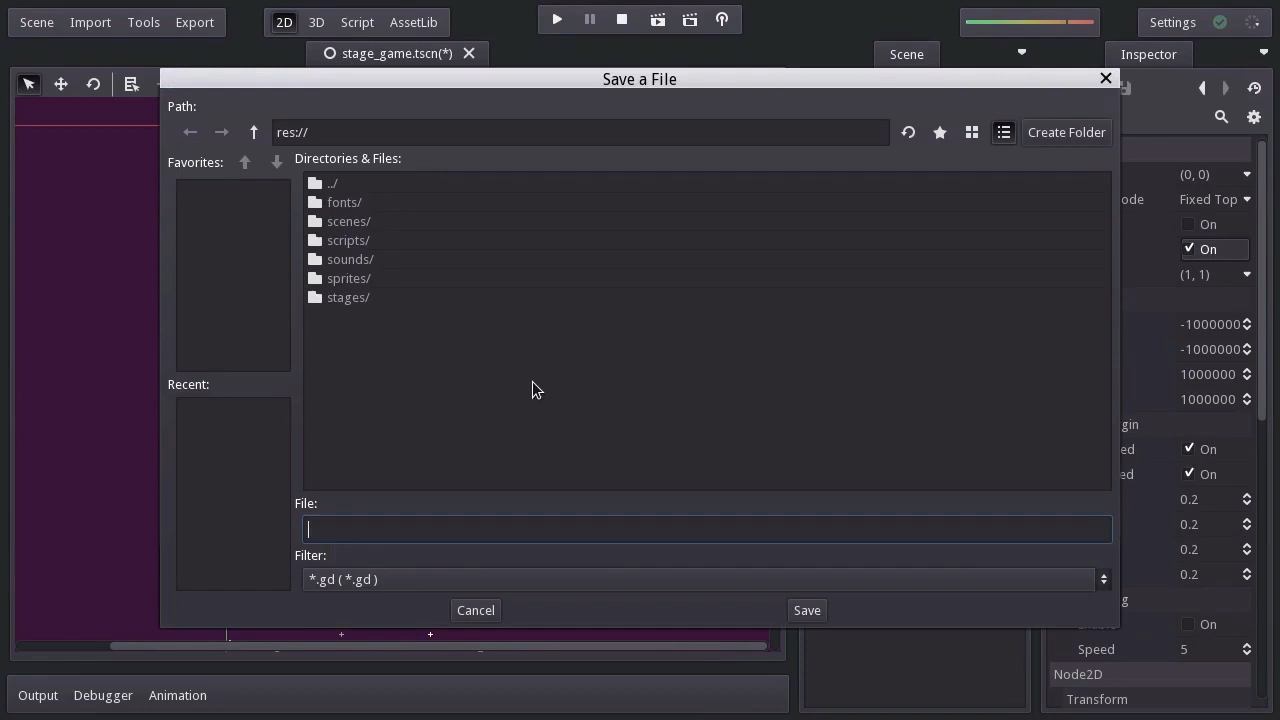 Scene Import Tools Export 2D 3D Script AssetLib Settings
stage_game.tscn(*) Scene Inspector
Save a File
Path:
res:// Create Folder
Favorites: Directories & Files:
../
fonts/
scenes/
scripts/
sounds/
sprites/
stages/
Recent:
File:
Filter:
*.gd ( *.gd )
Cancel Save
(0, 0)
ode Fixed Top
On
On
(1, 1)
-1000000
-1000000
1000000
1000000
gin
ed On
ed On
0.2
0.2
0.2
0.2
g
On
Speed 5
Node2D
Transform
Output Debugger Animation